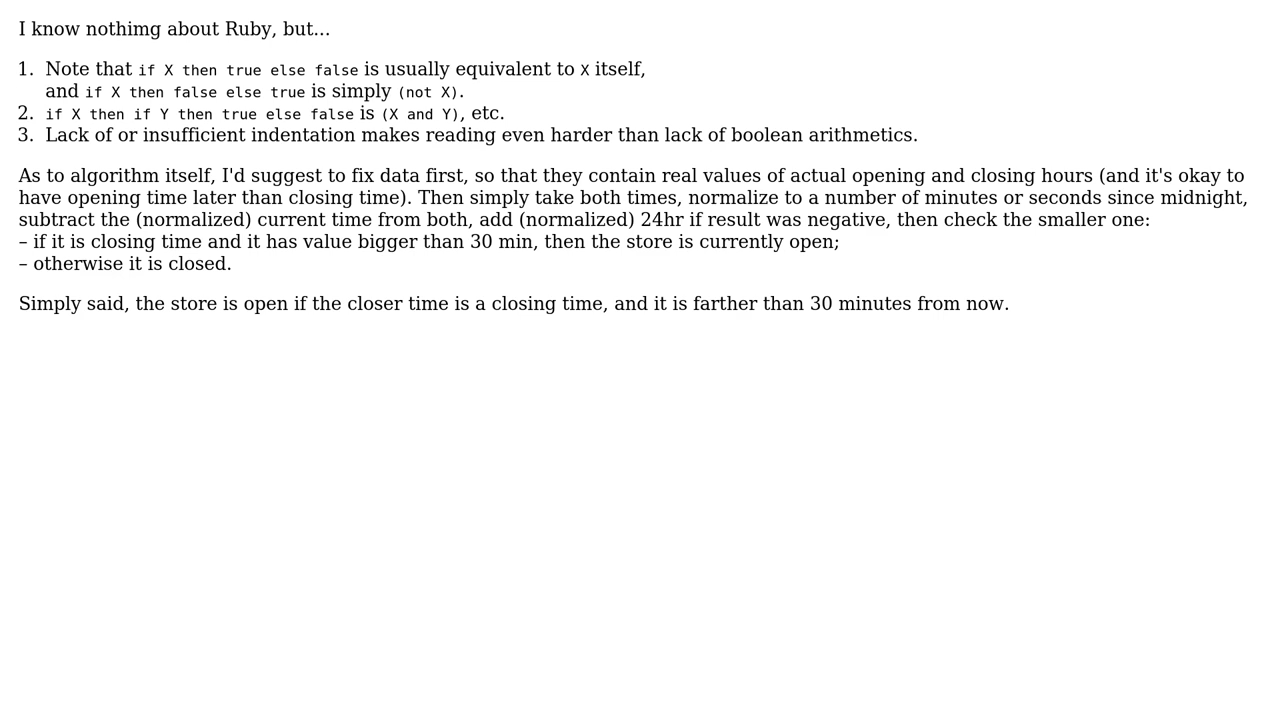 I know nothimg about Ruby, but...
1. Note that if X then true else false is usually equivalent to X itself,
and if X then false else true is simply (not X).
2. if X then if Y then true else false is (X and Y), etc.
3. Lack of or insufficient indentation makes reading even harder than lack of boolean arithmetics.
As to algorithm itself, I'd suggest to fix data first, so that they contain real values of actual opening and closing hours (and it's okay to
have opening time later than closing time). Then simply take both times, normalize to a number of minutes or seconds since midnight,
subtract the (normalized) current time from both, add (normalized) 24hr if result was negative, then check the smaller one:
– if it is closing time and it has value bigger than 30 min, then the store is currently open;
– otherwise it is closed.
Simply said, the store is open if the closer time is a closing time, and it is farther than 30 minutes from now.